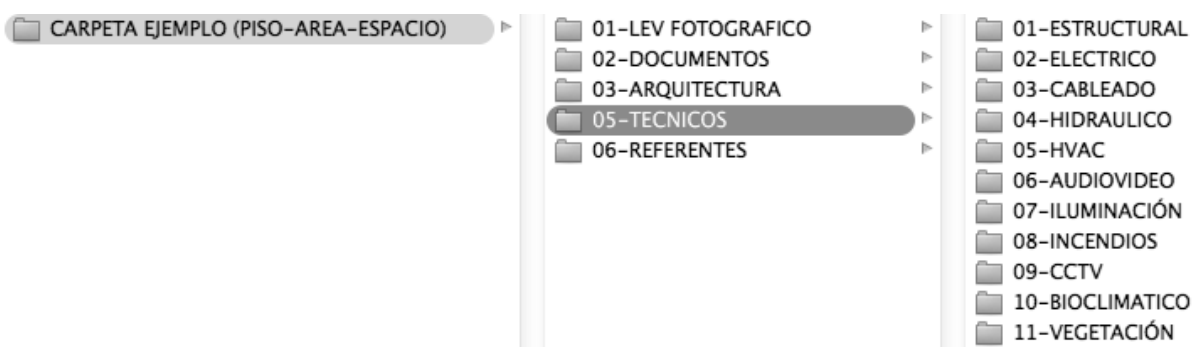 CARPETA EJEMPLO (PISO-AREA-ESPACIO)
01-LEV FOTOGRAFICO
02-DOCUMENTOS
03-ARQUITECTURA
05-TECNICOS
06-REFERENTES
01-ESTRUCTURAL
02-ELECTRICO
03-CABLEADO
04-HIDRAULICO
05-HVAC
06-AUDIOVIDEO
07-ILUMINACIÓN
08-INCENDIOS
09-CCTV
10-BIOCLIMATICO
11-VEGETACIÓN